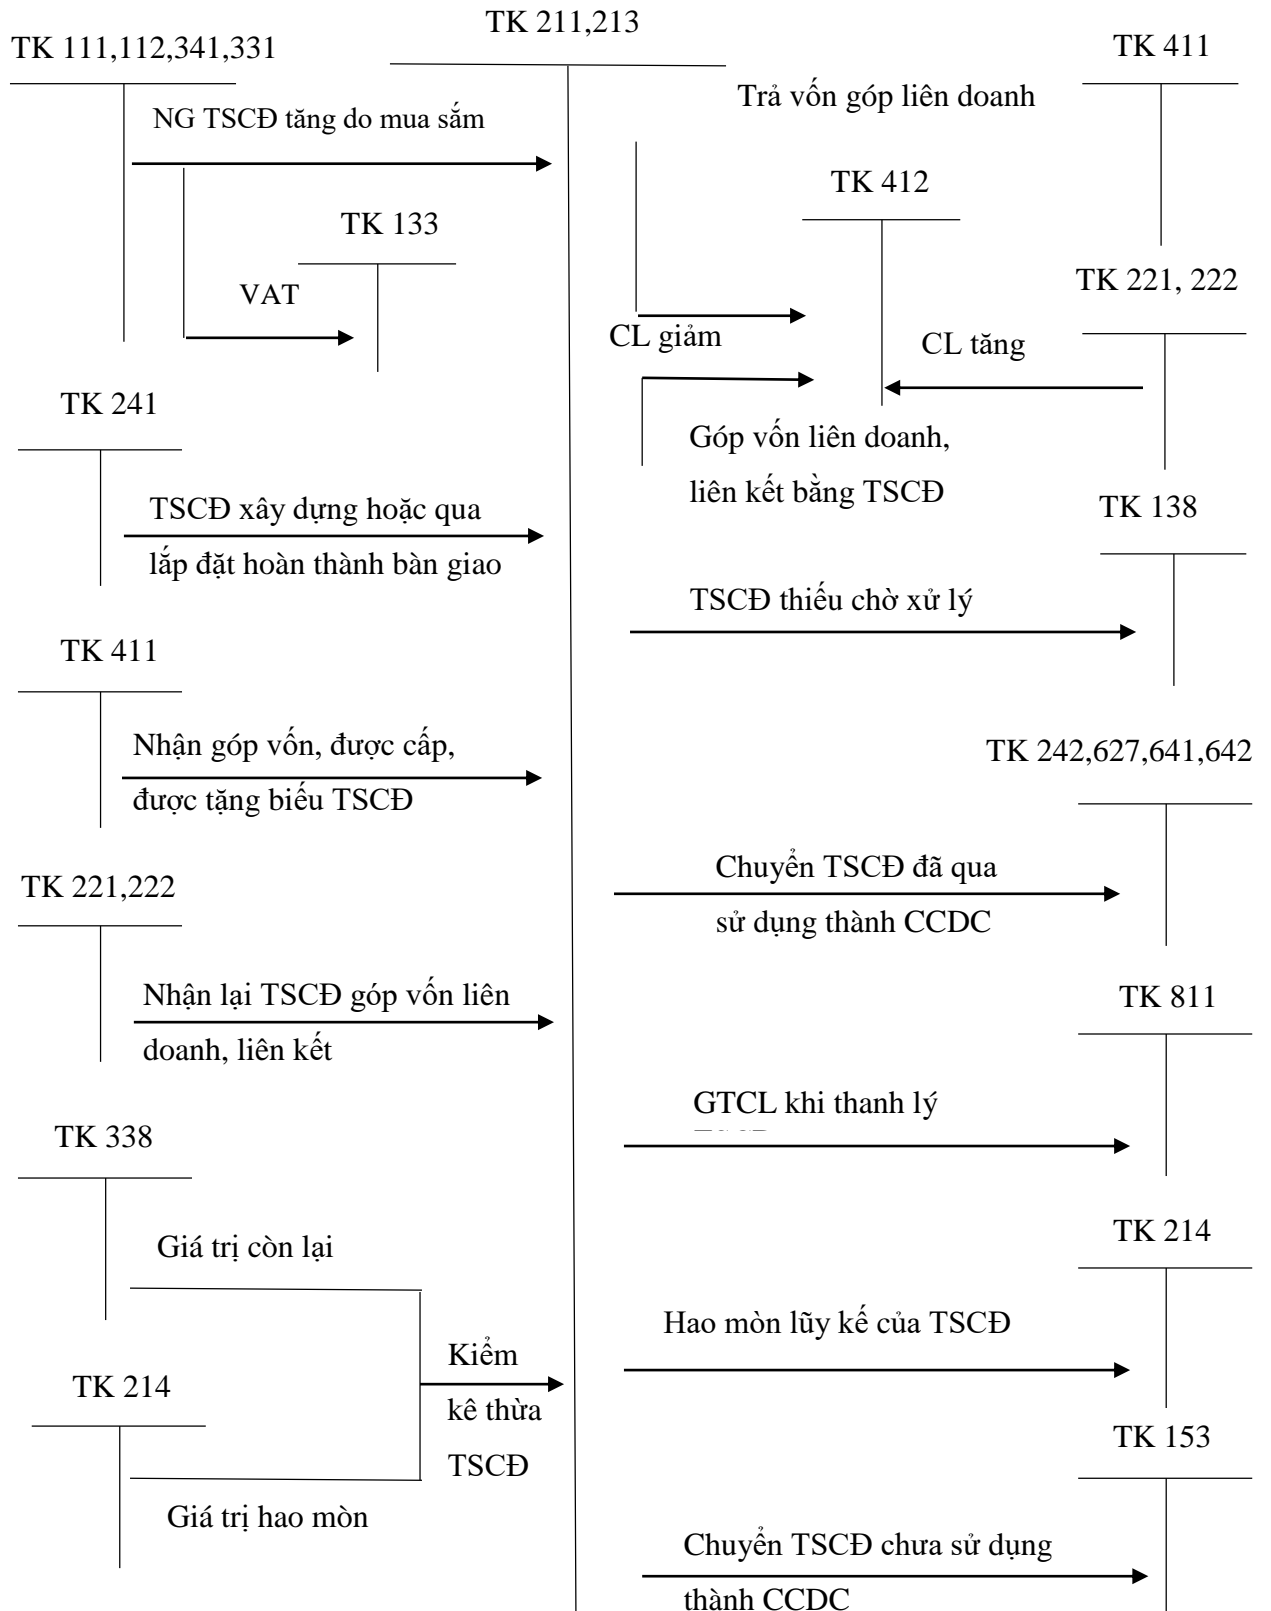 TK 211,213
TK 111,112,341,331
TK 411
Trả vốn góp liên doanh
NG TSCĐ tăng do mua sắm
TK 412
TK 133
TK 221, 222
VAT
CL giảm
CL tăng
TK 241
Góp vốn liên doanh,
liên kết bằng TSCĐ
TSCĐ xây dựng hoặc qua
lắp đặt hoàn thành bàn giao
TK 138
TSCĐ thiếu chờ xử lý
TK 411
Nhận góp vốn, được cấp,
được tặng biếu TSCĐ
TK 242,627,641,642
Chuyển TSCĐ đã qua
sử dụng thành CCDC
TK 221,222
Nhận lại TSCĐ góp vốn liên
doanh, liên kết
TK 811
GTCL khi thanh lý
TK 338
Giá trị còn lại
TK 214
Hao mòn lũy kế của TSCĐ
Kiểm
kê thừa
TSCĐ
TK 214
Giá trị hao mòn
TK 153
Chuyển TSCĐ chưa sử dụng
thành CCDC